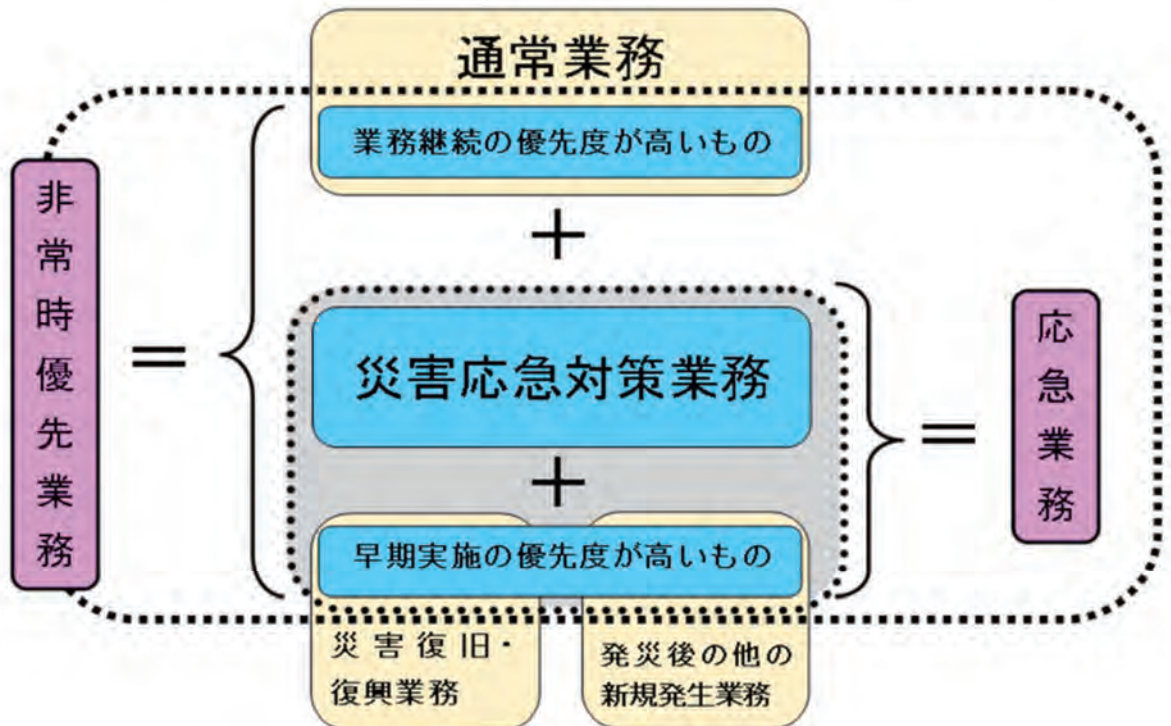 通常業務
業務継続の優先度が高いもの
＋
非常時優先業務
＝
災害応急対策業務
＝
応急業務
＋
早期実施の優先度が高いもの
災害復旧・
復興業務
発災後の他の
新規発生業務